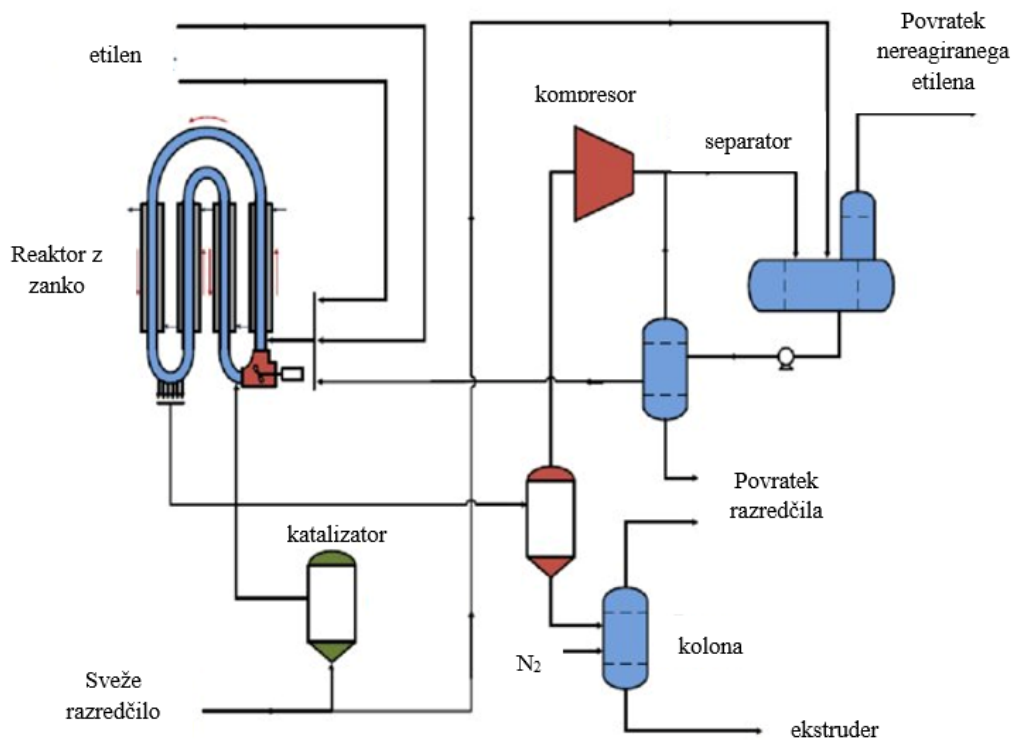 etilen
Povratek
nereagiranega
etilena
kompresor
separator
Reaktor z
zanko
katalizator
Povratek
razredčila
N2
kolona
Sveže
razredčilo
ekstruder